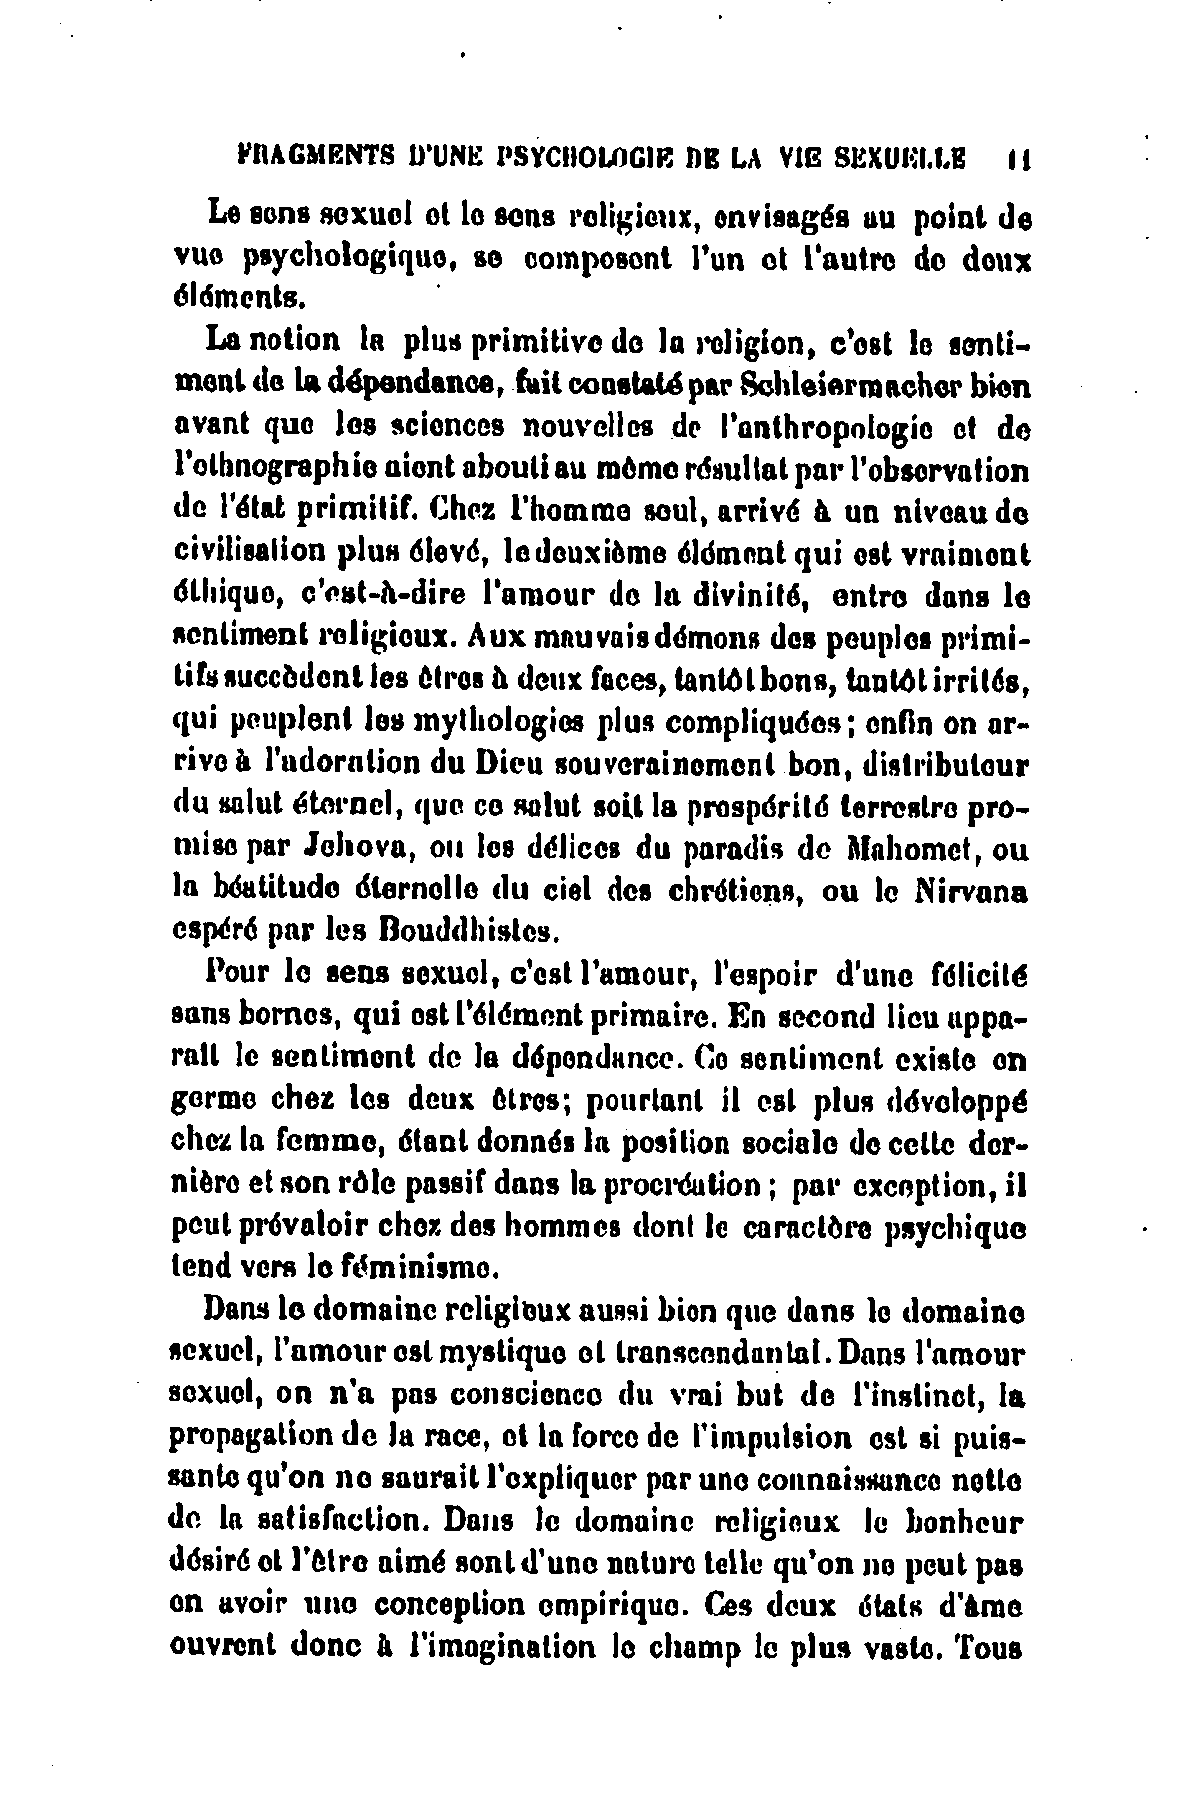 FRAGMENTS D'UNE PSYCHOLOGIE DE LA VIE SEXUELLE 11
Le sens sexuel et le sens religieux, envisagés au point de
vue psychologique, se composent l'un et l'autre de deux
éléments.
La notion la plus primitive de la religion, c'est le senti-
ment de la dépendance, fait constaté par Schleiermacher bien
avant que les sciences nouvelles de l'anthropologie et de
l'ethnographie aient abouti au même résultat par l'observation
de l'état primitif. Chez l'homme seul, arrivé à un niveau de
civilisation plus élevé, le deuxième élément qui est vraiment
éthique, c'est-à-dire l'amour de la divinité, entre dans le
sentiment religieux. Aux mauvais démons des peuples primi-
tifs succèdent les êtres à deux faces, tantôt bons, tantôt irrités,
qui peuplent les mythologies plus compliquées; enfin on ar-
rive à l'adoration du Dieu souverainement bon, distributeur
du salut éternel, que ce salut soit la prospérité terrestre pro-
mise par Jehova, ou les délices du paradis de Mahomet, ou
la béatitude éternelle du ciel des chrétiens, ou le Nirvana
espéré par les Bouddhistes.
Pour le sens sexuel, c'est l'amour, l'espoir d'une félicité
sans bornes, qui est l'élément primaire. En second lieu appa-
raît le sentiment de la dépendance. Ce sentiment existe en
germe chez les deux êtres; pourtant il est plus développé
chez la femme, étant donnés la position sociale de cette der-
nière et son rôle passif dans la procréation; par exception, il
peut prévaloir chez des hommes dont le caractère psychique
tend vers le féminisme.
Dans le domaine religieux aussi bien que dans le domaine
sexuel, l'amour est mystique et transcendantal. Dans l'amour
sexuel, on n'a pas conscience du vrai but de l'instinct, la
propagation de la race, et la force de l'impulsion est si puis-
sante qu'on ne saurait l'expliquer par une connaissance nette
de la satisfaction. Dans le domaine religieux le bonheur
désiré et l'être aimé sont d'une nature telle qu'on ne peut pas
en avoir une conception empirique. Ces deux états d'âme
ouvrent donc à l'imagination le champ le plus vaste. Tous